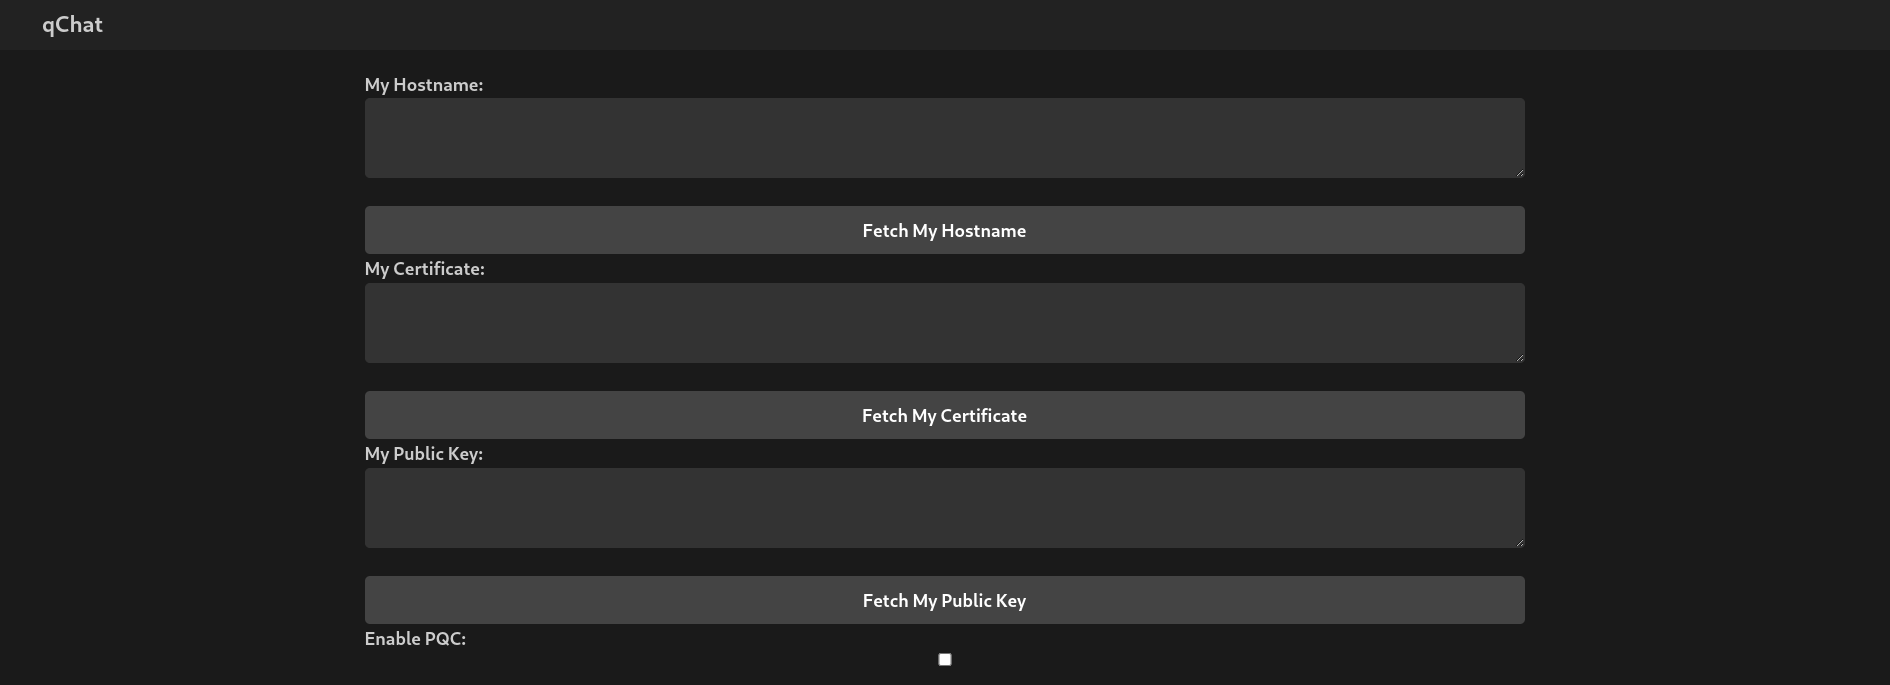 qChat
My Hostname:
Fetch My Hostname
My Certificate:
Fetch My Certificate
My Public Key:
Fetch My Public Key
Enable PQC: